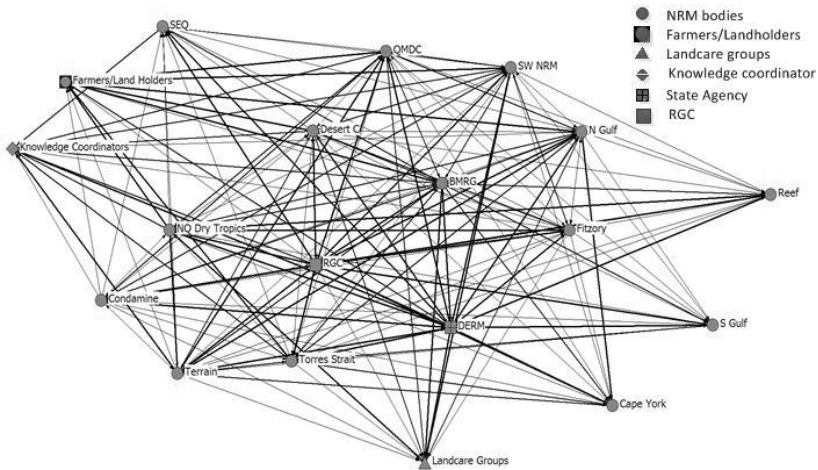 SEQ
QMDC
SW NRM
Farmers/Land Holders
Desert C
N Gulf
Knowledge Coordinators
BMRG
Reef
NQ Dry Tropics
Fitzory
RGC
Condamine
DERM
S Gulf
Torres Strait
Terrain
Cape York
Landcare Groups
NRM bodies
Farmers/Landholders
Landcare groups
Knowledge coordinator
State Agency
RGC